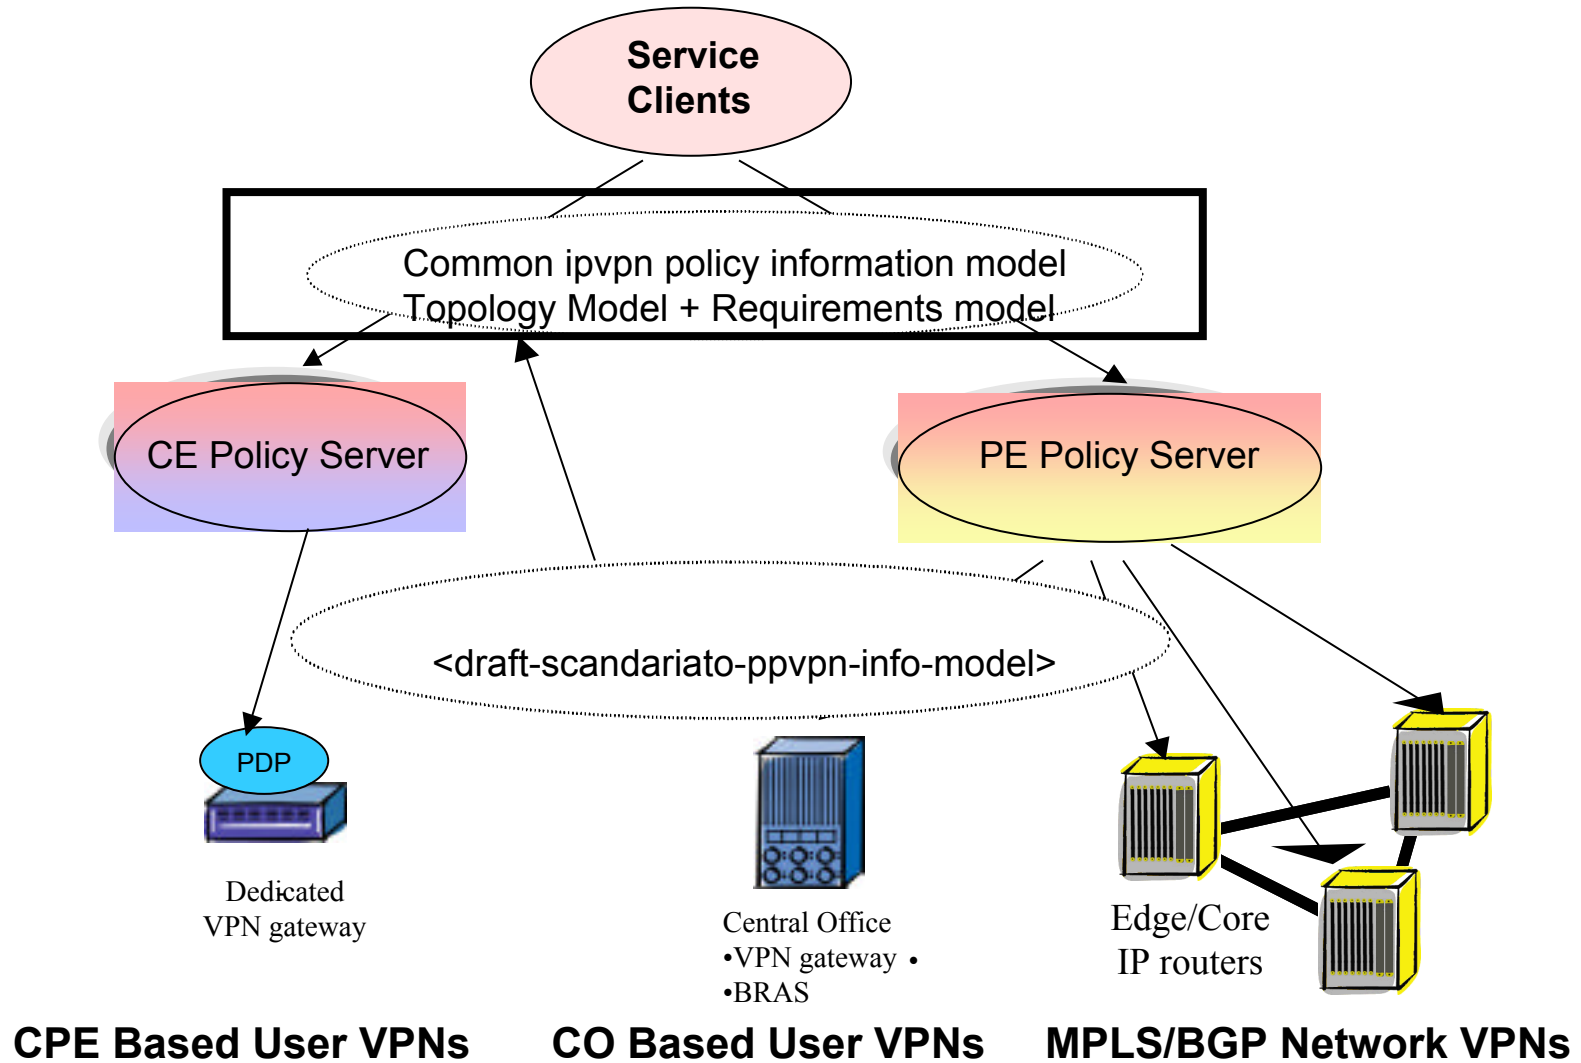 Service
Clients
Common ipvpn policy information model
Topology Model + Requirements model
CE Policy Server
PE Policy Server
<draft-scandariato-ppvpn-info-model>
PDP
Dedicated
VPN gateway
Central Office
•VPN gateway •
•BRAS
Edge/Core
IP routers
CPE Based User VPNs
CO Based User VPNs
MPLS/BGP Network VPNs